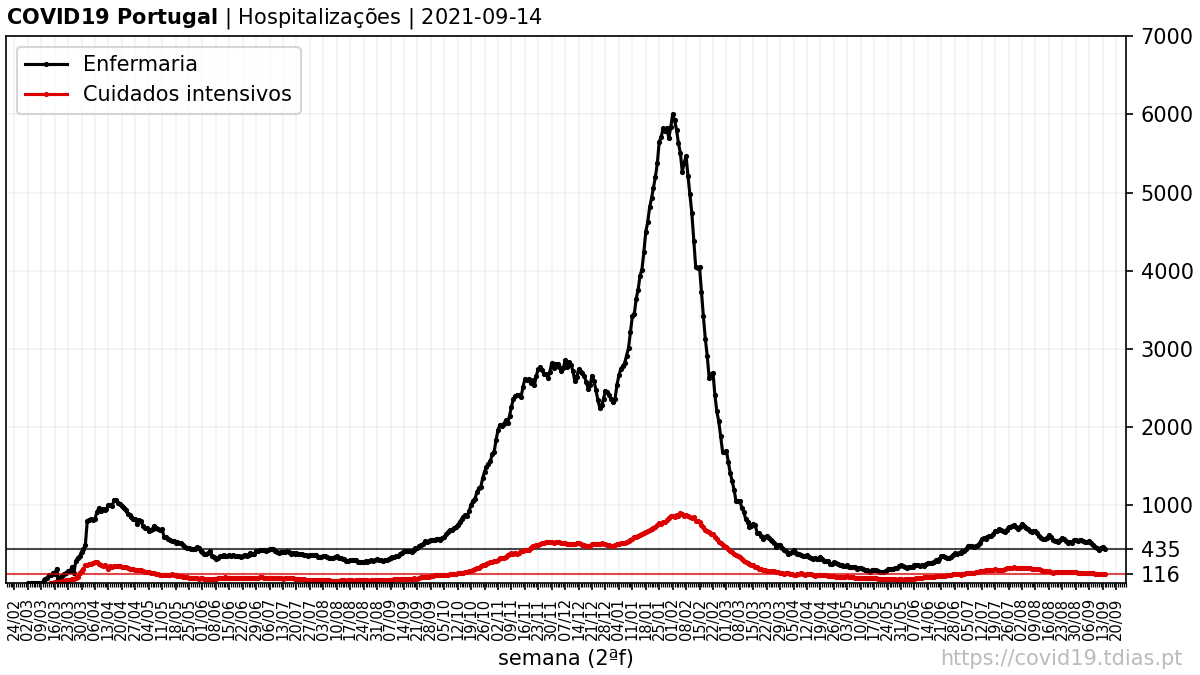 COVID19 Portugal | Hospitalizações | 2021-09-14
Enfermaria
Cuidados intensivos
7000
6000
5000
4000
3000
2000
1000
435
116
24/02 02/03 09/03 16/03 23/03 30/03 06/04 13/04 20/04 27/04 04/05 11/05 18/05 25/05 01/06 08/06 15/06 22/06 29/06 06/07 13/07 20/07 27/07 03/08 10/08 17/08 24/08 31/08 07/09 14/09 21/09 28/09 05/10 12/10 19/10 26/10 02/11 09/11 16/11 23/11 30/11 07/12 14/12 21/12 28/12 04/01 11/01 18/01 25/01 01/02 08/02 15/02 22/02 01/03 08/03 15/03 22/03 29/03 05/04 12/04 19/04 26/04 03/05 10/05 17/05 24/05 31/05 07/06 14/06 21/06 28/06 05/07 12/07 19/07 26/07 02/08 09/08 16/08 23/08 30/08 06/09 13/09 20/09
semana (2ªf)
https://covid19.tdias.pt